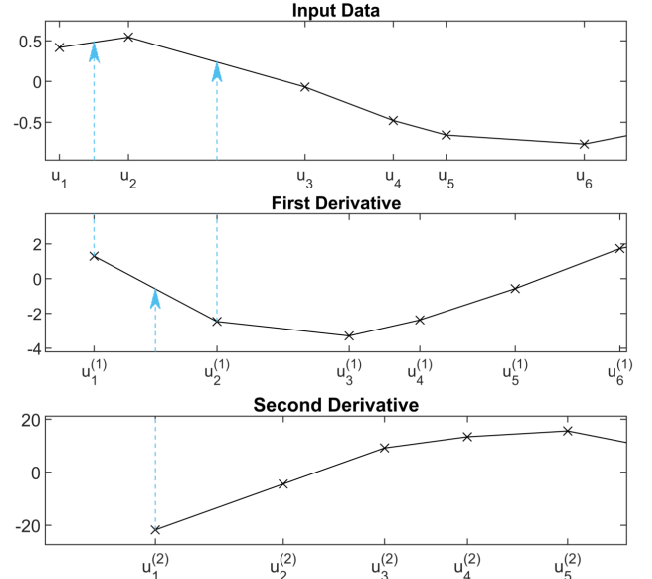 Input Data
0.5
0
-0.5
u₁ u₂ u₃ u₄ u₅ u₆
First Derivative
2
0
-2
-4
u₁⁽¹⁾ u₂⁽¹⁾ u₃⁽¹⁾ u₄⁽¹⁾ u₅⁽¹⁾ u₆⁽¹⁾
Second Derivative
20
0
-20
u₁⁽²⁾ u₂⁽²⁾ u₃⁽²⁾ u₄⁽²⁾ u₅⁽²⁾